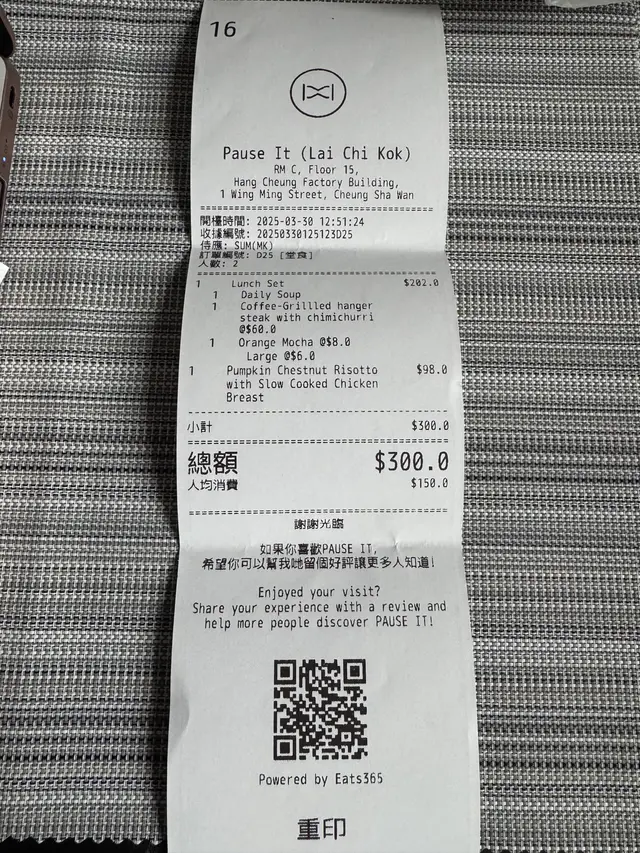 16
Pause It (Lai Chi Kok)
RM C, Floor 15,
Hang Cheung Factory Building,
1 Wing Ming Street, Cheung Sha Wan
開檯時間: 2025-03-30 12:51:24
收據編號: 20250330125123D25
侍應: SUM(MK)
訂單編號: D25 [堂食]
人數: 2
1 Lunch Set $202.0
1 Daily Soup
1 Coffee-Grillled hanger
steak with chimichurri
@$60.0
1 Orange Mocha @$8.0
Large @$6.0
1 Pumpkin Chestnut Risotto $98.0
with Slow Cooked Chicken
Breast
小計 $300.0
總額 $300.0
人均消費 $150.0
謝謝光臨
如果你喜歡PAUSE IT,
希望你可以幫我哋留個好評讓更多人知道!
Enjoyed your visit?
Share your experience with a review and
help more people discover PAUSE IT!
Powered by Eats365
重印